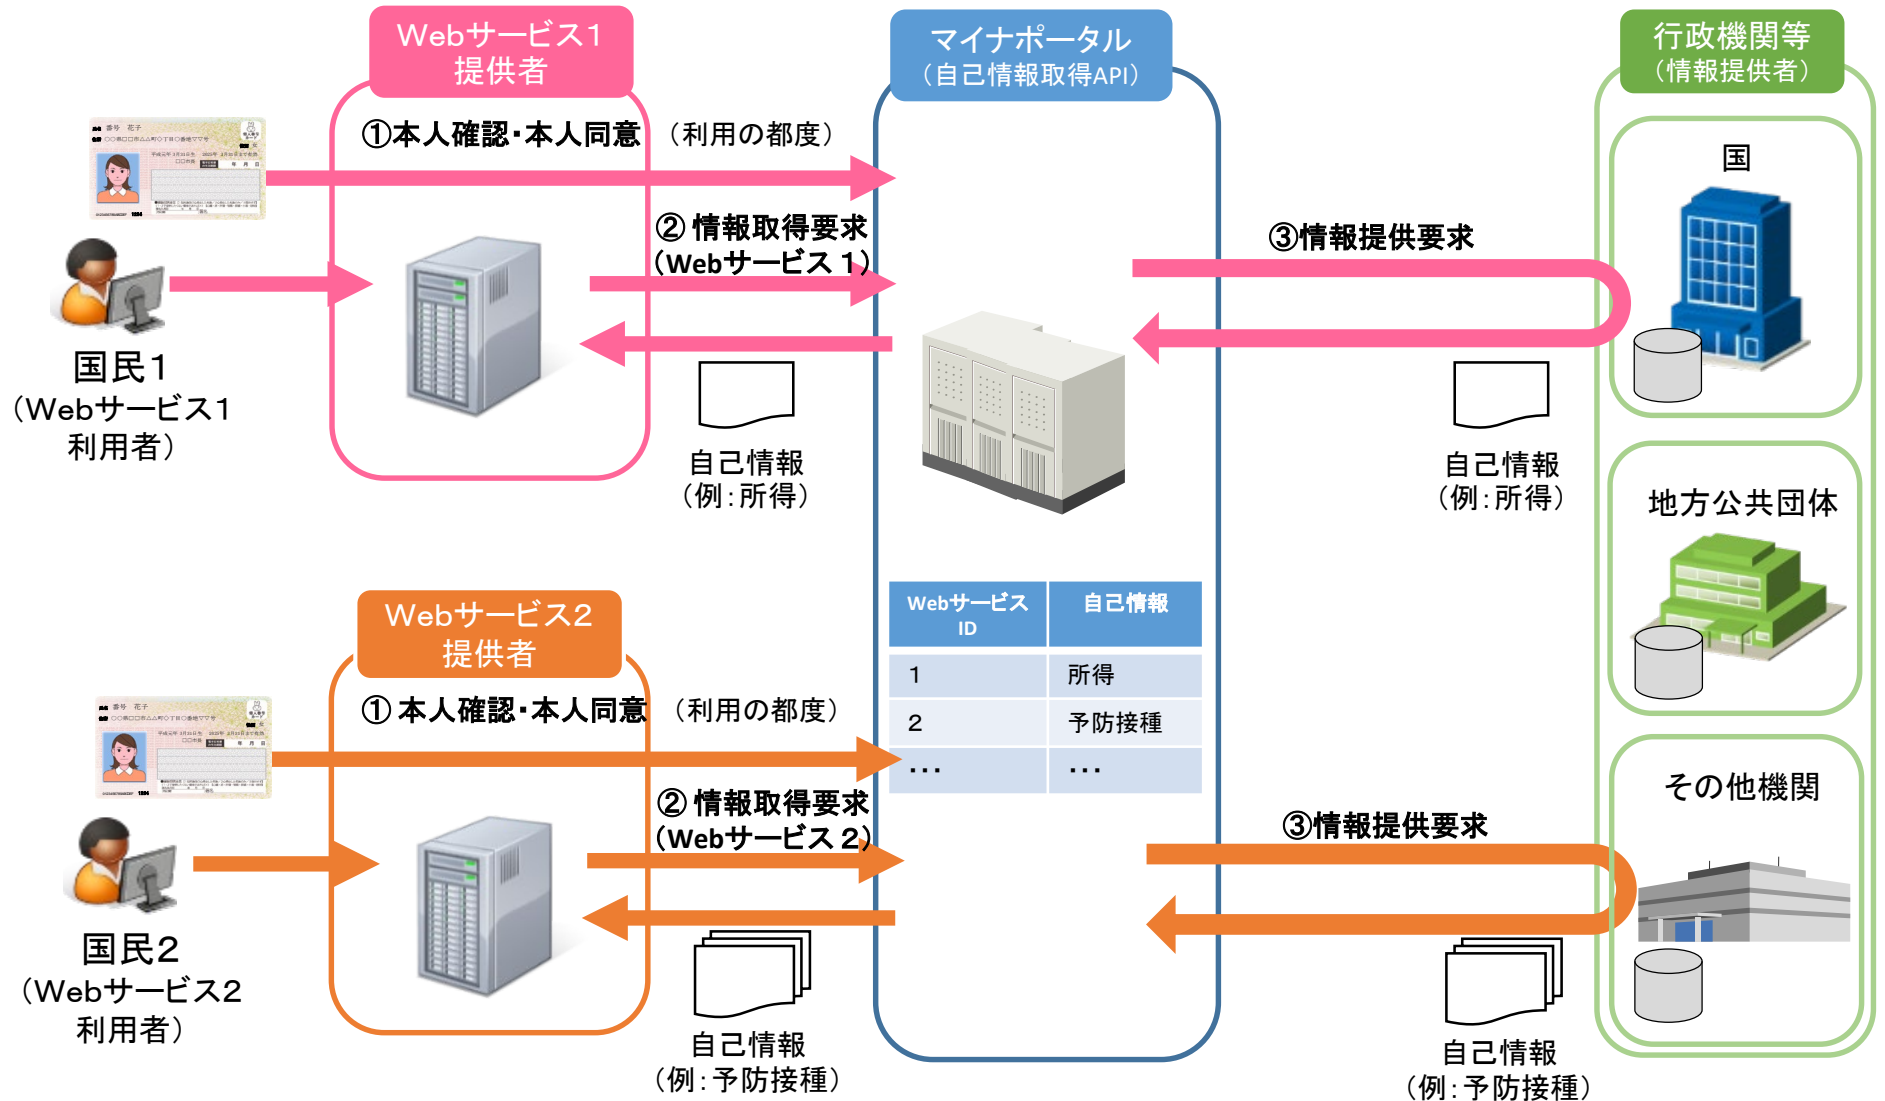 Webサービス1
提供者
マイナポータル
（自己情報取得API）
行政機関等
（情報提供者）
①本人確認・本人同意 （利用の都度）
番号 花子
② 情報取得要求
（Webサービス 1）
③情報提供要求
国
国民1
（Webサービス1
利用者）
自己情報
（例：所得）
自己情報
（例：所得）
地方公共団体
Webサービス
ID
自己情報
1 所得
2 予防接種
・・・ ・・・
Webサービス2
提供者
① 本人確認・本人同意 （利用の都度）
番号 花子
② 情報取得要求
（Webサービス 2）
③情報提供要求
その他機関
国民2
（Webサービス2
利用者）
自己情報
（例：予防接種）
自己情報
（例：予防接種）